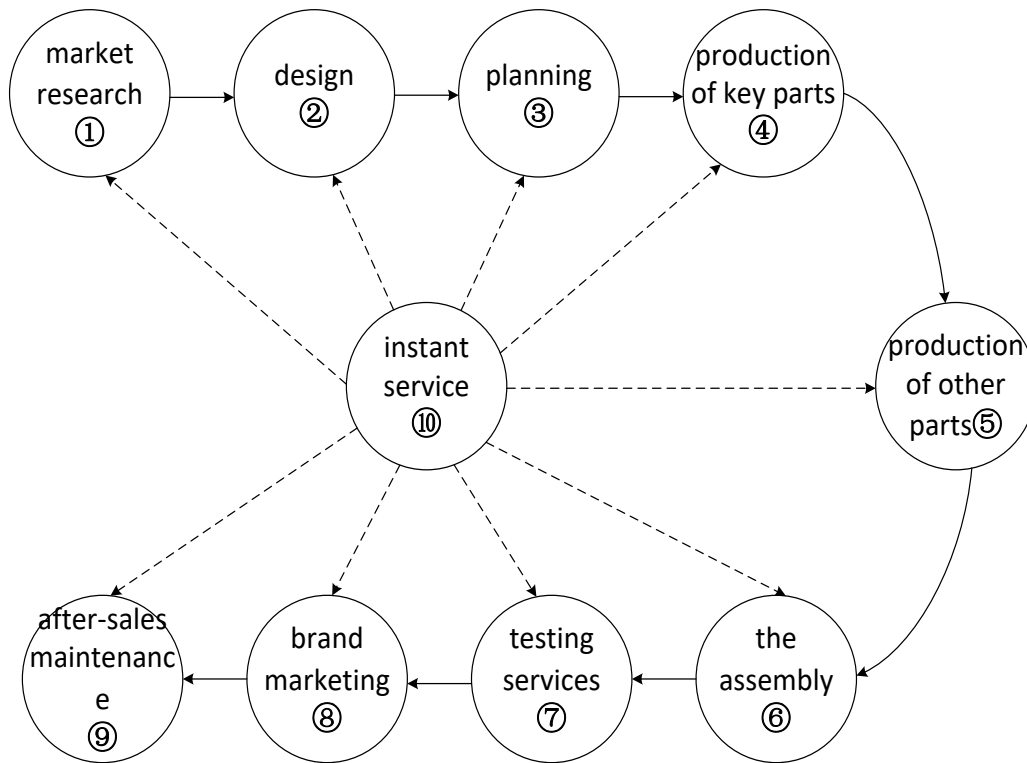 market
research
①
design
②
planning
③
production
of key parts
④
instant
service
⑩
production
of other
parts⑤
after-sales
maintenanc
e
⑨
brand
marketing
⑧
testing
services
⑦
the
assembly
⑥